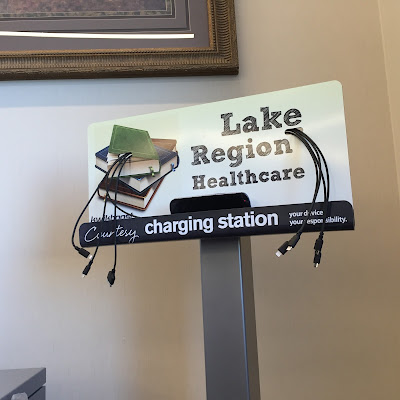 Lake
Region
Healthcare
Courtesy charging station
your device
your responsibility.